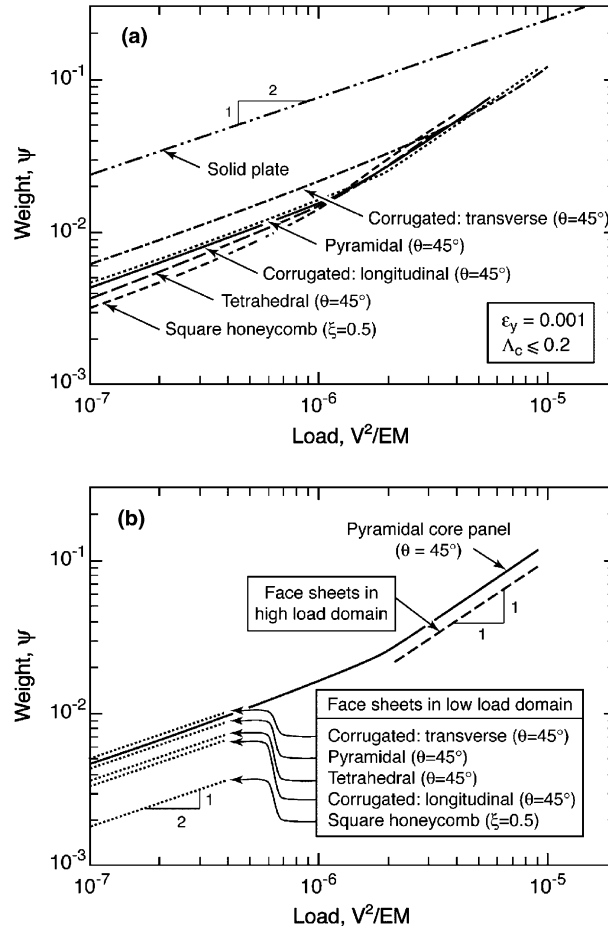 (a)
10⁻¹
10⁻²
10⁻³
Weight, ψ
2
1
Solid plate
Corrugated: transverse (θ=45°)
Pyramidal (θ=45°)
Corrugated: longitudinal (θ=45°)
Tetrahedral (θ=45°)
Square honeycomb (ξ=0.5)
εy = 0.001
Λc ⩽ 0.2
10⁻⁷
10⁻⁶
10⁻⁵
Load, V²/EM
(b)
10⁻¹
10⁻²
10⁻³
Weight, ψ
Pyramidal core panel
(θ = 45°)
Face sheets in
high load domain
1
1
Face sheets in low load domain
Corrugated: transverse (θ=45°)
Pyramidal (θ=45°)
Tetrahedral (θ=45°)
Corrugated: longitudinal (θ=45°)
Square honeycomb (ξ=0.5)
1
2
10⁻⁷
10⁻⁶
10⁻⁵
Load, V²/EM